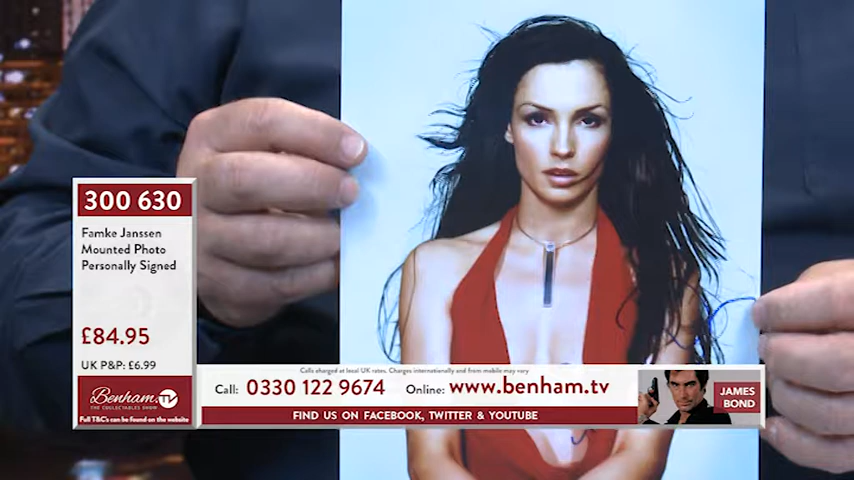 300 630
Famke Janssen
Mounted Photo
Personally Signed
£84.95
UK P&P: £6.99
Benham.TV
THE COLLECTABLES SHOW
Full T&C's can be found on the website
Calls charged at local UK rates. Charges internationally and from mobile may vary
Call: 0330 122 9674 Online: www.benham.tv
FIND US ON FACEBOOK, TWITTER & YOUTUBE
JAMES
BOND